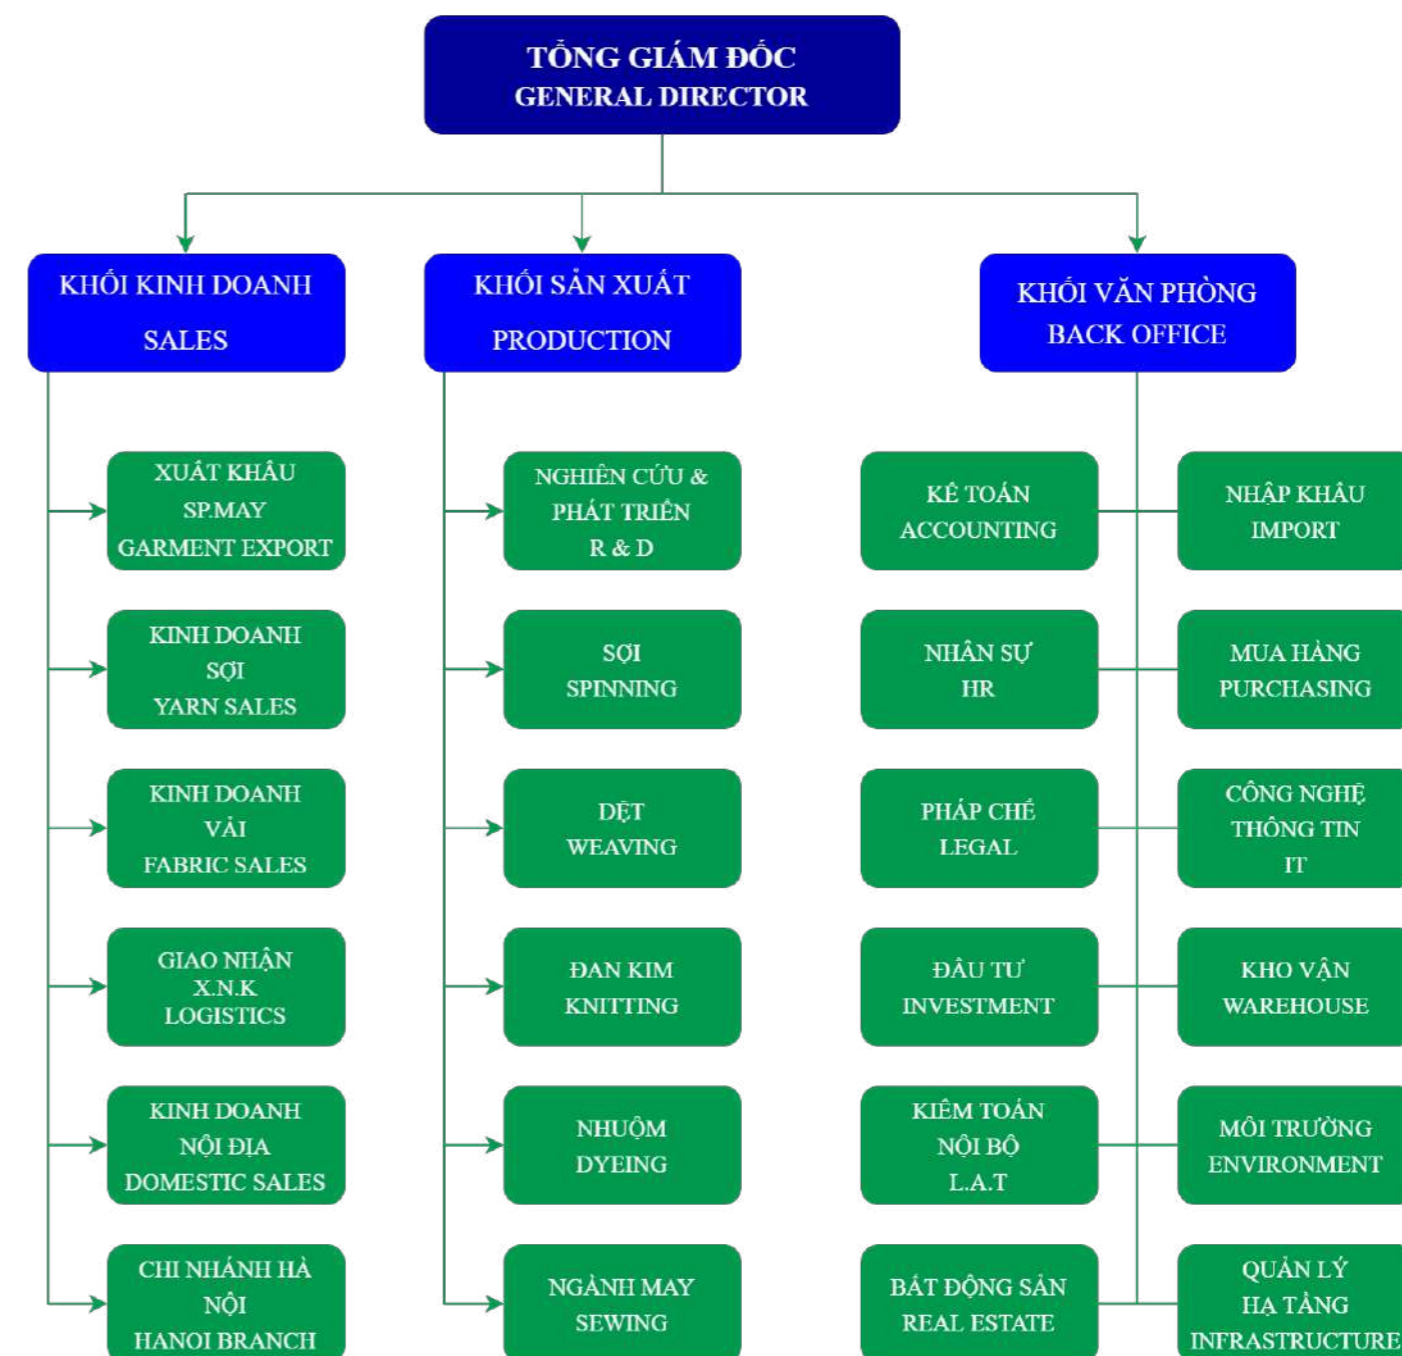 TỔNG GIÁM ĐỐC
GENERAL DIRECTOR
KHỐI KINH DOANH
SALES
KHỐI SẢN XUẤT
PRODUCTION
KHỐI VĂN PHÒNG
BACK OFFICE
XUẤT KHẨU
SP.MAY
GARMENT EXPORT
KINH DOANH
SỢI
YARN SALES
KINH DOANH
VẢI
FABRIC SALES
GIAO NHẬN
X.N.K
LOGISTICS
KINH DOANH
NỘI ĐỊA
DOMESTIC SALES
CHI NHÁNH HÀ
NỘI
HANOI BRANCH
NGHIÊN CỨU &
PHÁT TRIỂN
R & D
SỢI
SPINNING
DỆT
WEAVING
ĐAN KIM
KNITTING
NHUỘM
DYEING
NGÀNH MAY
SEWING
KẾ TOÁN
ACCOUNTING
NHÂN SỰ
HR
PHÁP CHẾ
LEGAL
ĐẦU TƯ
INVESTMENT
KIỂM TOÁN
NỘI BỘ
L.A.T
BẤT ĐỘNG SẢN
REAL ESTATE
NHẬP KHẨU
IMPORT
MUA HÀNG
PURCHASING
CÔNG NGHỆ
THÔNG TIN
IT
KHO VẬN
WAREHOUSE
MÔI TRƯỜNG
ENVIRONMENT
QUẢN LÝ
HẠ TẦNG
INFRASTRUCTURE